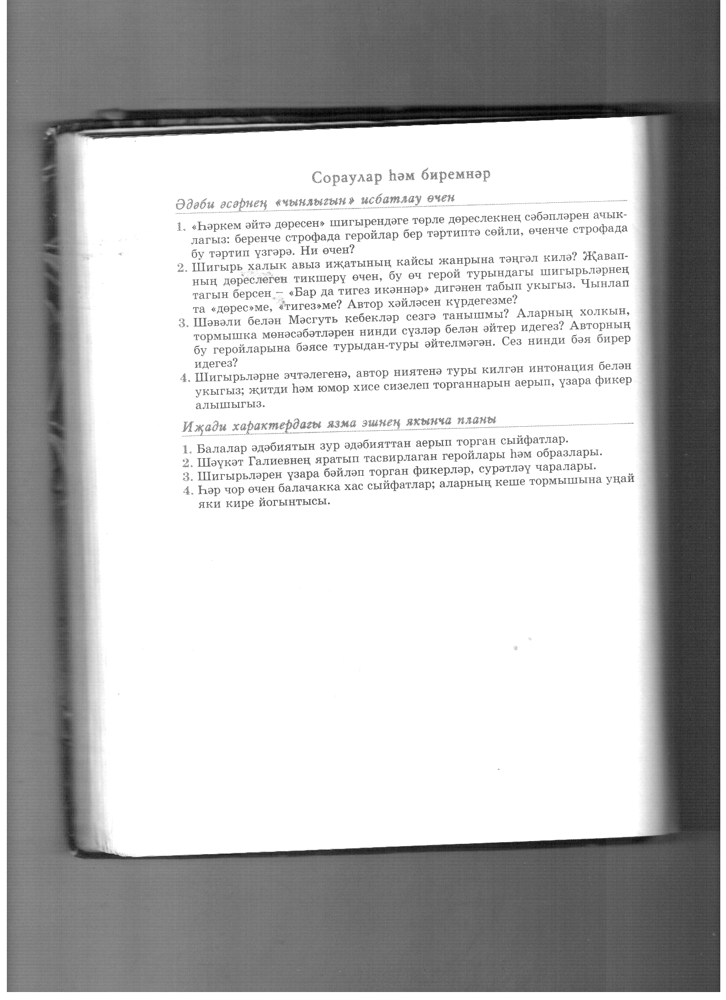 Сораулар һәм биремнәр
Әдәби әсәрнең «чынлыгын» исбатлау өчен
1. «Һәркем әйтә дөресен» шигырендәге төрле дөреслекнең сәбәпләрен ачык-
лагыз: беренче строфада геройлар бер тәртиптә сөйли, өченче строфада
бу тәртип үзгәрә. Ни өчен?
2. Шигырь халык авыз иҗатының кайсы жанрына тәңгәл килә? Җавап-
ның дөреслеген тикшерү өчен, бу өч герой турындагы шигырьләрнең
тагын берсен – «Бар да тигез икәннәр» дигәнен табып укыгыз. Чынлап
та «дөрес»ме, «тигез»ме? Автор хәйләсен күрдегезме?
3. Шәвәли белән Мәсгуть кебекләр сезгә танышмы? Аларның холкын,
тормышка мөнәсәбәтләрен нинди сүзләр белән әйтер идегез? Авторның
бу геройларына бәясе турыдан-туры әйтелмәгән. Сез нинди бәя бирер
идегез?
4. Шигырьләрне эчтәлегенә, автор ниятенә туры килгән интонация белән
укыгыз; җитди һәм юмор хисе сизелеп торганнарын аерып, үзара фикер
алышыгыз.
Иҗади характердагы язма эшнең якынча планы
1. Балалар әдәбиятын зур әдәбияттан аерып торган сыйфатлар.
2. Шәүкәт Галиевнең яратып тасвирлаган геройлары һәм образлары.
3. Шигырьләрен үзара бәйләп торган фикерләр, сурәтләү чаралары.
4. Һәр чор өчен балачакка хас сыйфатлар; аларның кеше тормышына уңай
яки кире йогынтысы.